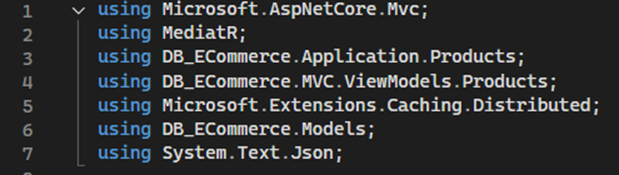 1 using Microsoft.AspNetCore.Mvc;
2 using MediatR;
3 using DB_ECommerce.Application.Products;
4 using DB_ECommerce.MVC.ViewModels.Products;
5 using Microsoft.Extensions.Caching.Distributed;
6 using DB_ECommerce.Models;
7 using System.Text.Json;